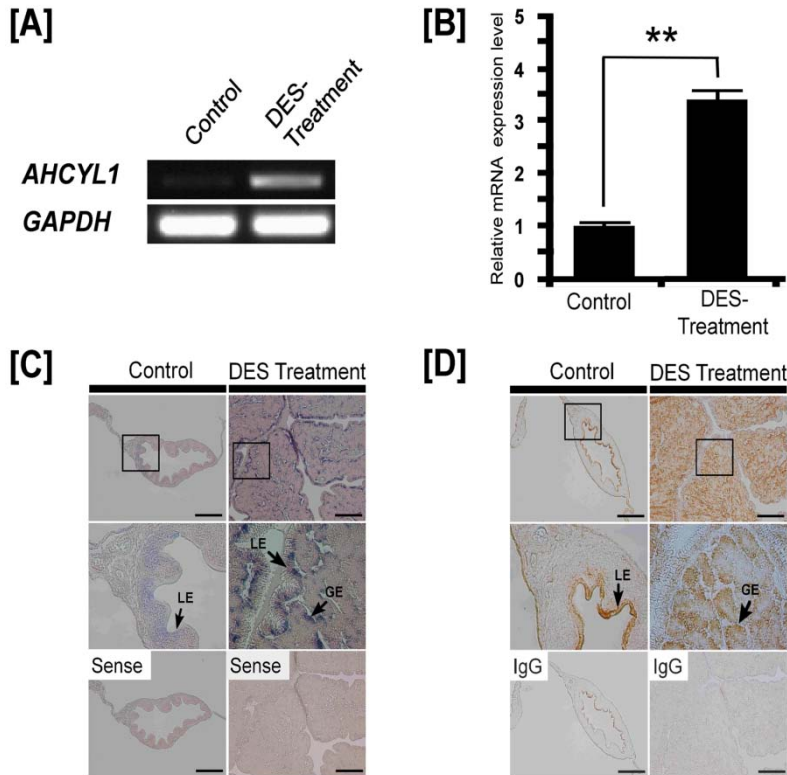 [A]
Control
DES-
Treatment
AHCYL1
GAPDH
[B]
Relative mRNA expression level
5
4
3
2
1
0
**
Control
DES-
Treatment
[C]
Control
DES Treatment
LE
LE
GE
Sense
Sense
[D]
Control
DES Treatment
LE
GE
IgG
IgG